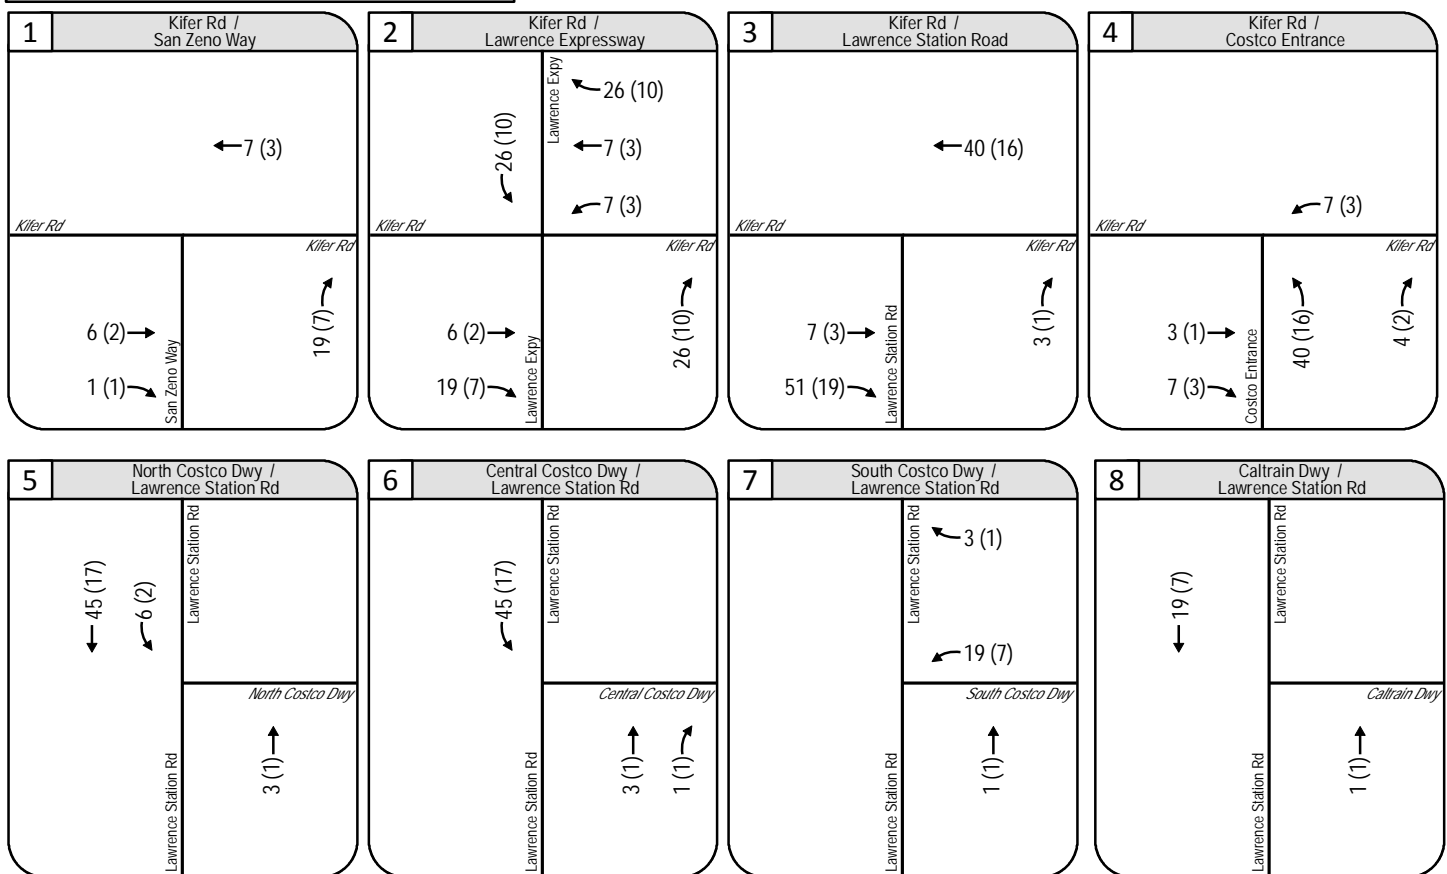 1
Kifer Rd /
San Zeno Way
7 (3)
Kifer Rd
Kifer Rd
6 (2)
1 (1)
San Zeno Way
19 (7)
2
Kifer Rd /
Lawrence Expressway
Lawrence Expy
26 (10)
26 (10)
7 (3)
7 (3)
Kifer Rd
Kifer Rd
6 (2)
19 (7)
Lawrence Expy
26 (10)
3
Kifer Rd /
Lawrence Station Road
40 (16)
Kifer Rd
Kifer Rd
7 (3)
51 (19)
Lawrence Station Rd
3 (1)
4
Kifer Rd /
Costco Entrance
7 (3)
Kifer Rd
Kifer Rd
3 (1)
7 (3)
Costco Entrance
40 (16)
4 (2)
5
North Costco Dwy /
Lawrence Station Rd
45 (17)
6 (2)
Lawrence Station Rd
North Costco Dwy
Lawrence Station Rd
3 (1)
6
Central Costco Dwy /
Lawrence Station Rd
45 (17)
Lawrence Station Rd
Central Costco Dwy
Lawrence Station Rd
3 (1)
1 (1)
7
South Costco Dwy /
Lawrence Station Rd
Lawrence Station Rd
3 (1)
19 (7)
South Costco Dwy
Lawrence Station Rd
1 (1)
8
Caltrain Dwy /
Lawrence Station Rd
19 (7)
Lawrence Station Rd
Caltrain Dwy
Lawrence Station Rd
1 (1)